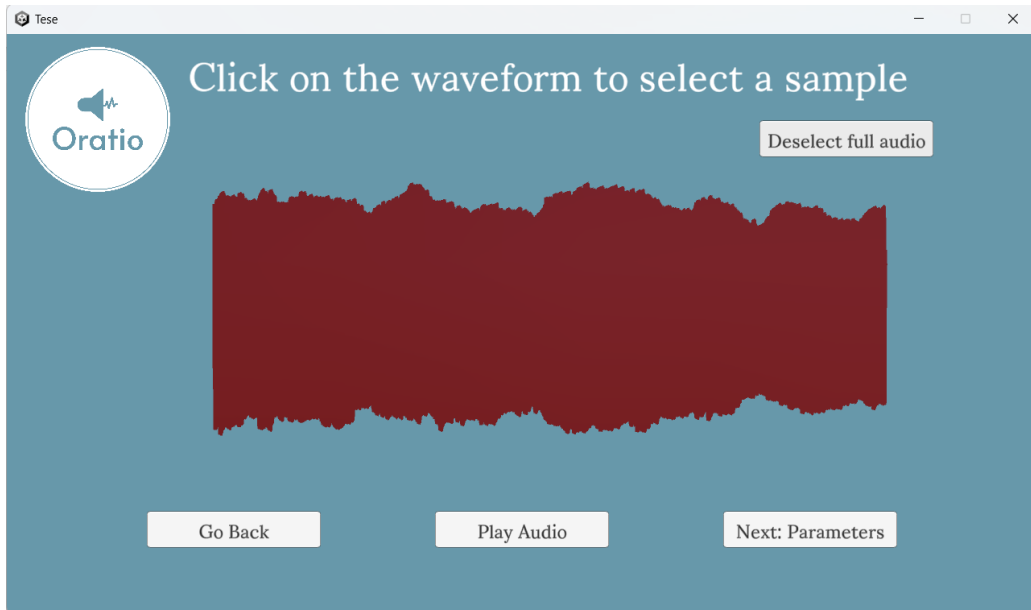 Tese
Click on the waveform to select a sample
Oratio
Deselect full audio
Go Back
Play Audio
Next: Parameters